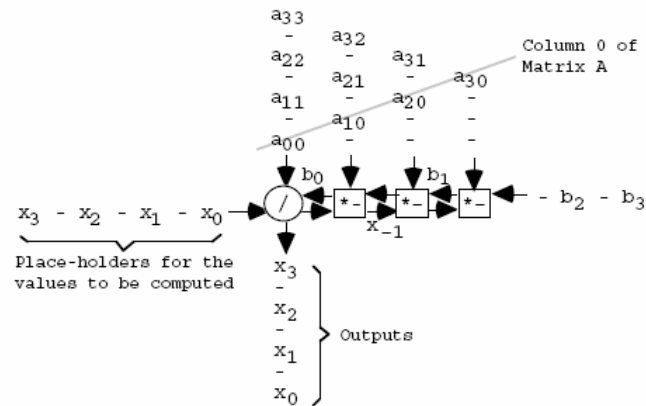 a33
-
a22
-
a11
-
a00
a32
-
a21
-
a10
a31
-
a20
-
-
a30
-
-
-
Column 0 of
Matrix A
b0
b1
/
*-
*-
*-
x-1
- b2 - b3
x3 - x2 - x1 - x0
Place-holders for the
values to be computed
x3
-
x2
-
x1
-
x0
Outputs